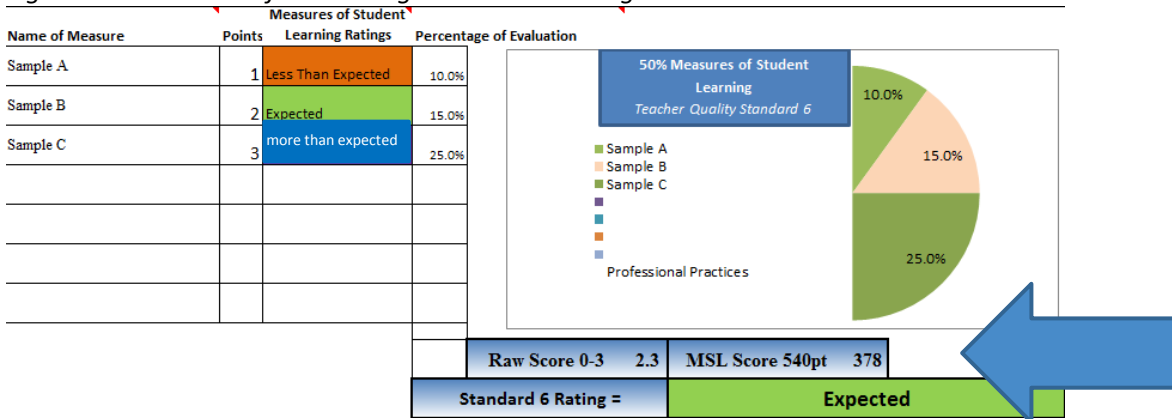 Measures of Student
Name of Measure Points Learning Ratings Percentage of Evaluation
Sample A 1 Less Than Expected 10.0%
Sample B 2 Expected 15.0%
Sample C 3 more than expected 25.0%
50% Measures of Student
Learning
Teacher Quality Standard 6
Sample A
Sample B
Sample C
Professional Practices
10.0%
15.0%
25.0%
Raw Score 0-3 2.3 MSL Score 540pt 378
Standard 6 Rating = Expected